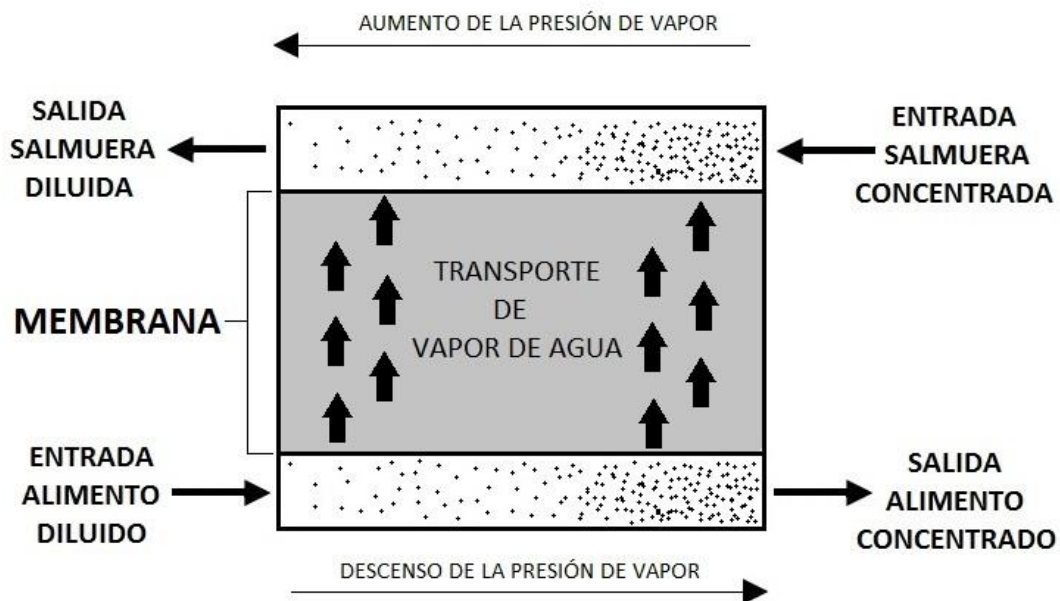 AUMENTO DE LA PRESIÓN DE VAPOR
SALIDA
SALMUERA
DILUIDA
ENTRADA
SALMUERA
CONCENTRADA
MEMBRANA
TRANSPORTE
DE
VAPOR DE AGUA
ENTRADA
ALIMENTO
DILUIDO
SALIDA
ALIMENTO
CONCENTRADO
DESCENSO DE LA PRESIÓN DE VAPOR